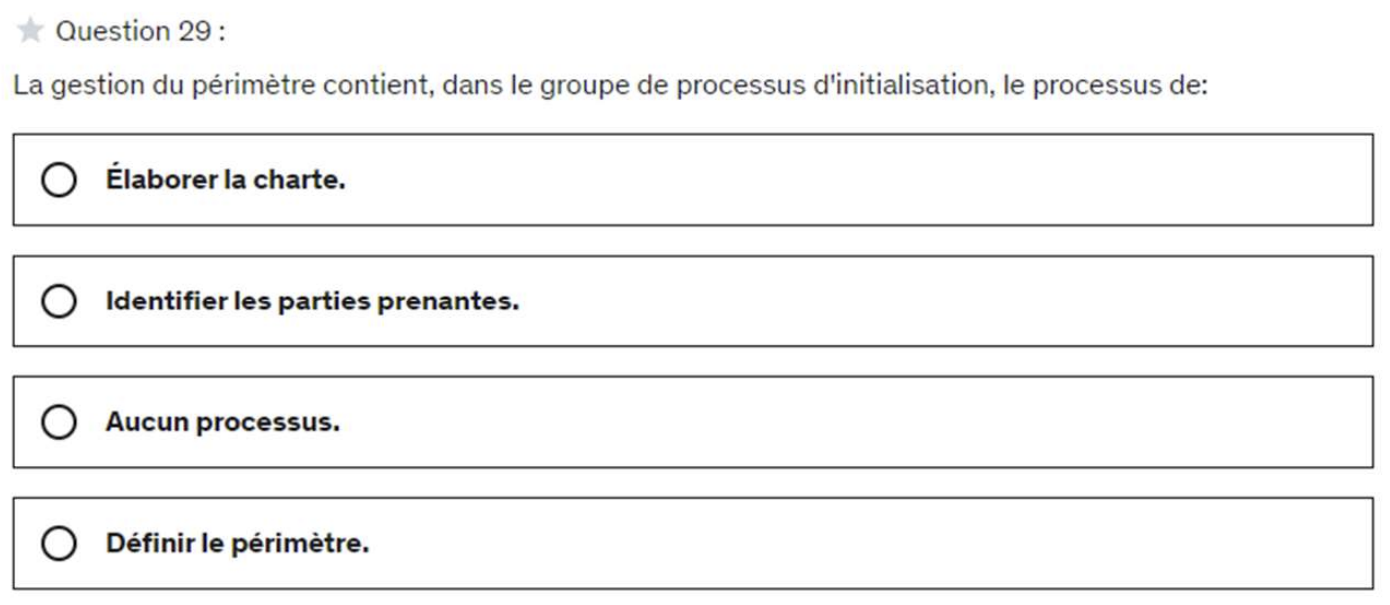 Question 29 :
La gestion du périmètre contient, dans le groupe de processus d'initialisation, le processus de:
Élaborer la charte.
Identifier les parties prenantes.
Aucun processus.
Définir le périmètre.